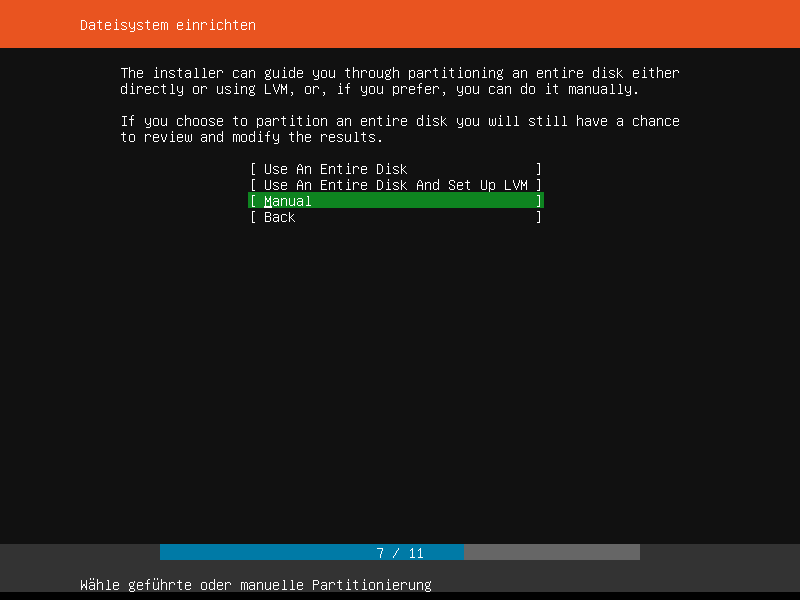 Dateisystem einrichten
The installer can guide you through partitioning an entire disk either
directly or using LVM, or, if you prefer, you can do it manually.
If you choose to partition an entire disk you will still have a chance
to review and modify the results.
[ Use An Entire Disk ]
[ Use An Entire Disk And Set Up LVM ]
[ Manual ]
[ Back ]
7 / 11
Wähle geführte oder manuelle Partitionierung